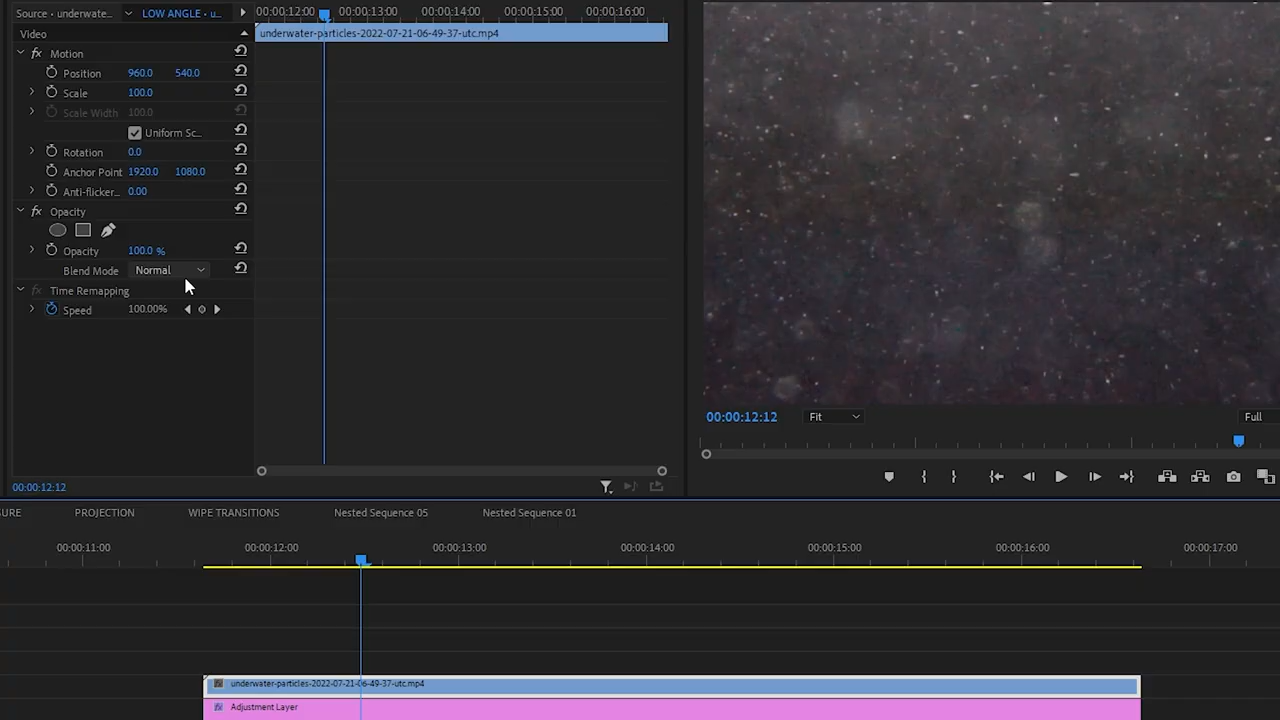 Source • underwate...
LOW ANGLE • u...
00:00:12:00 00:00:13:00 00:00:14:00 00:00:15:00 00:00:16:00
Video
underwater-particles-2022-07-21-06-49-37-utc.mp4
fx Motion
Position 960.0 540.0
Scale 100.0
Scale Width 100.0
Uniform Sc...
Rotation 0.0
Anchor Point 1920.0 1080.0
Anti-flicker... 0.00
fx Opacity
Opacity 100.0 %
Blend Mode Normal
fx Time Remapping
Speed 100.00%
00:00:12:12
00:00:12:12 Fit Full
SURE PROJECTION WIPE TRANSITIONS Nested Sequence 05 Nested Sequence 01
00:00:11:00 00:00:12:00 00:00:13:00 00:00:14:00 00:00:15:00 00:00:16:00 00:00:17:00
fx underwater-particles-2022-07-21-06-49-37-utc.mp4
fx Adjustment Layer